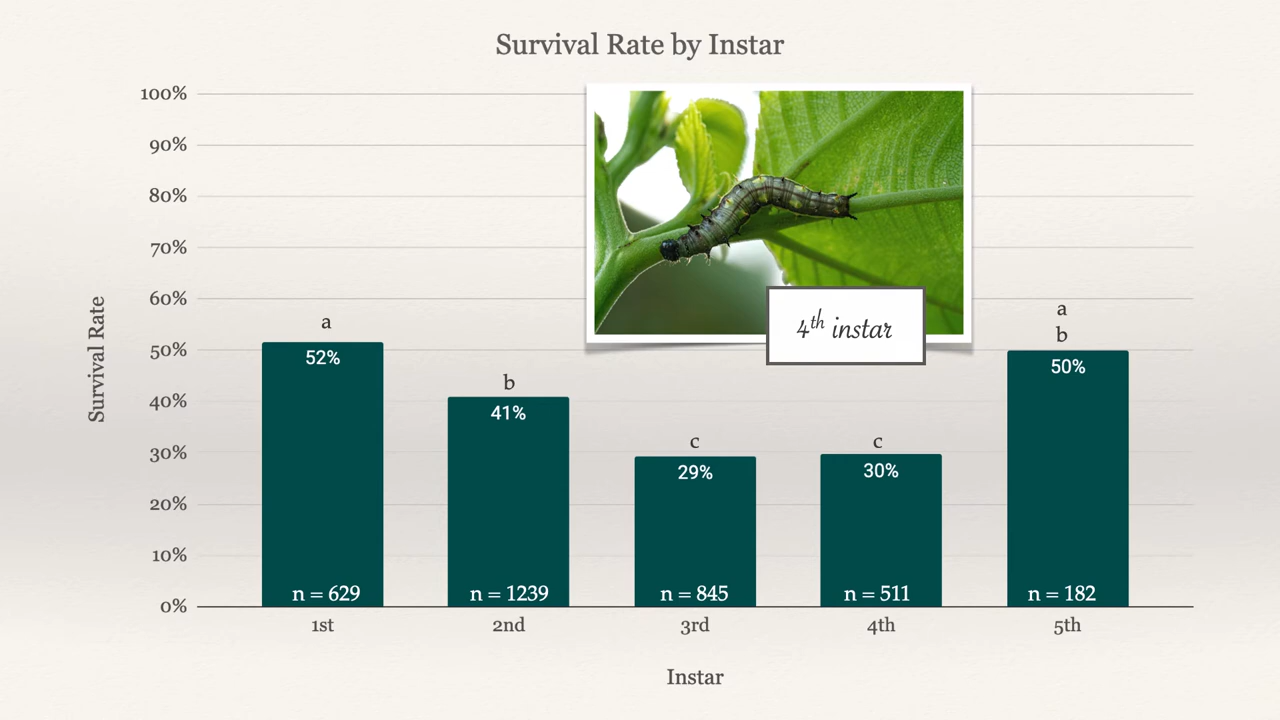 Survival Rate by Instar
100%
90%
80%
70%
60%
50%
40%
30%
20%
10%
0%
Survival Rate
a
52%
n = 629
b
41%
n = 1239
c
29%
n = 845
c
30%
n = 511
a
b
50%
n = 182
4th instar
1st
2nd
3rd
4th
5th
Instar